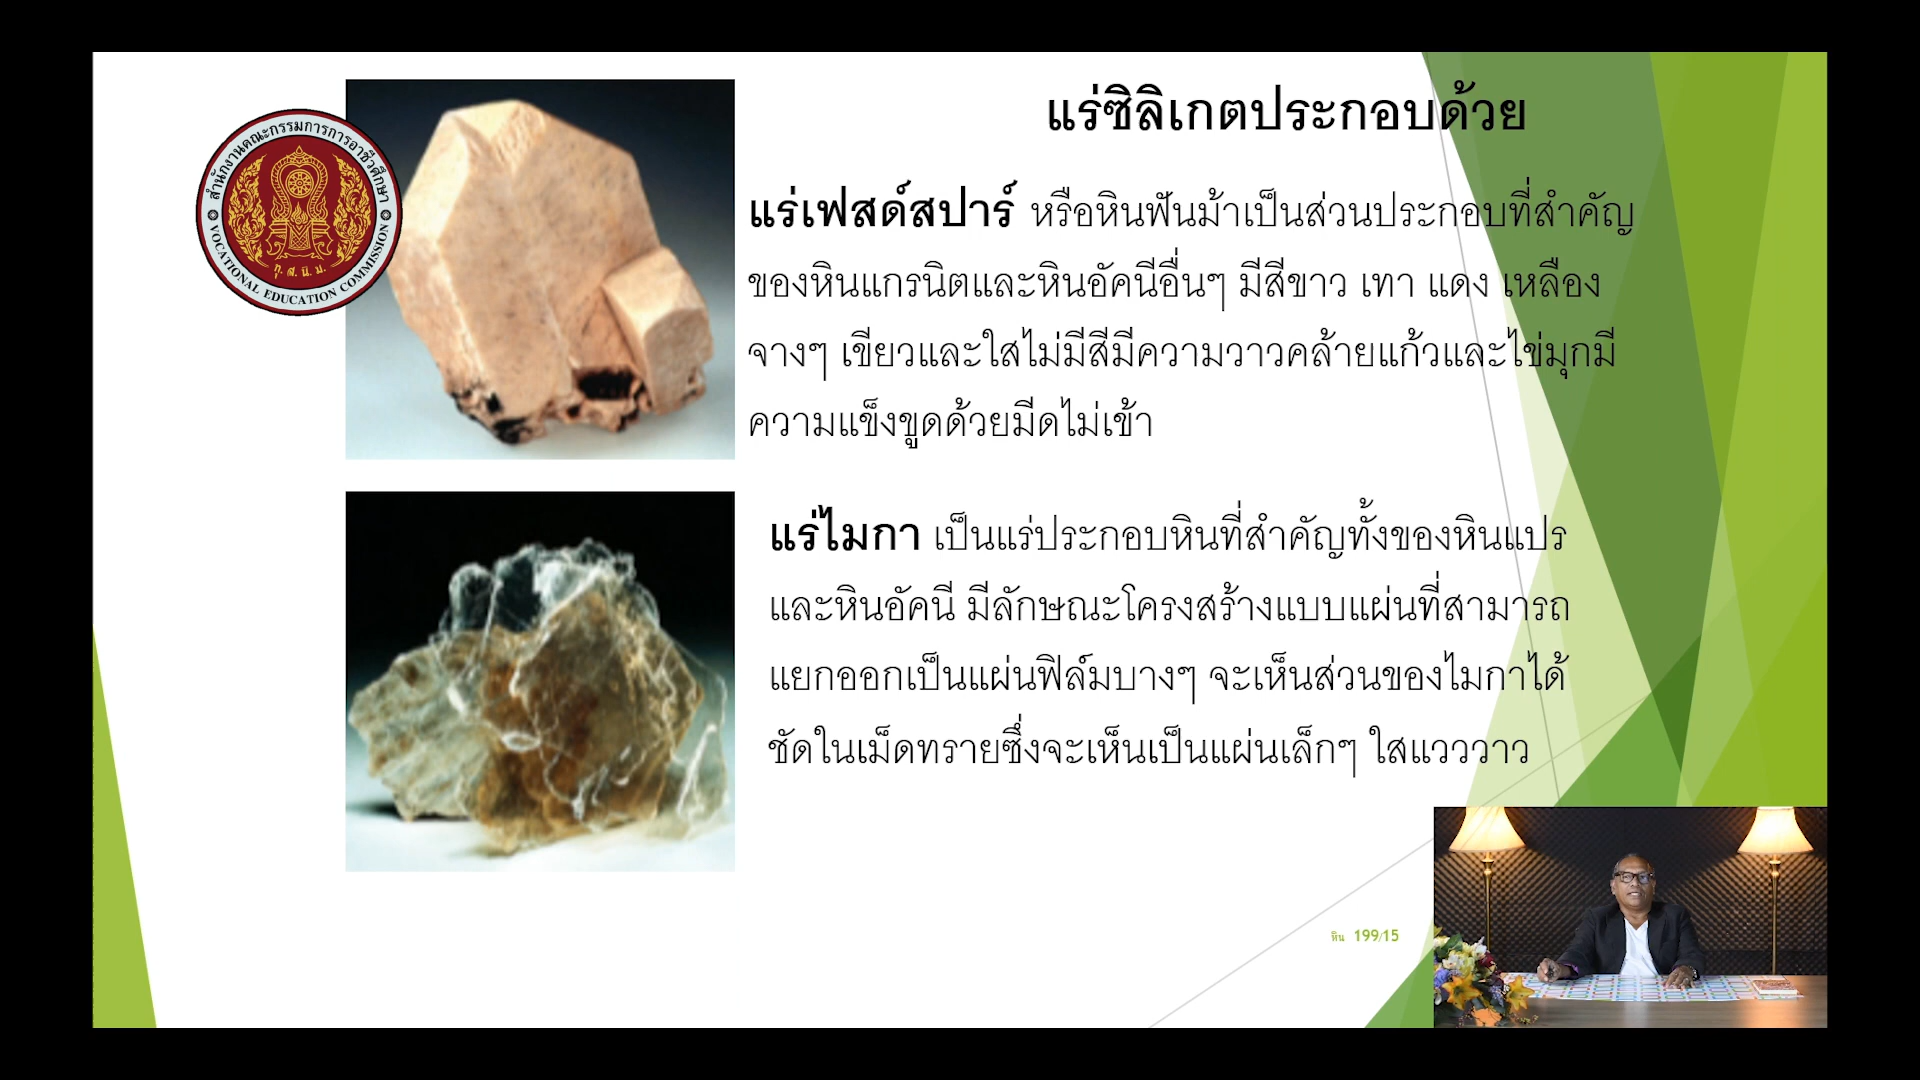 สำนักงานคณะกรรมการการอาชีวศึกษา
ท. ส. นิ. ม.
VOCATIONAL EDUCATION COMMISSION
แร่ซิลิเกตประกอบด้วย
แร่เฟสด์สปาร์ หรือหินฟันม้าเป็นส่วนประกอบที่สำคัญ
ของหินแกรนิตและหินอัคนีอื่นๆ มีสีขาว เทา แดง เหลือง
จางๆ เขียวและใสไม่มีสีมีความวาวคล้ายแก้วและไข่มุกมี
ความแข็งขูดด้วยมีดไม่เข้า
แร่ไมกา เป็นแร่ประกอบหินที่สำคัญทั้งของหินแปร
และหินอัคนี มีลักษณะโครงสร้างแบบแผ่นที่สามารถ
แยกออกเป็นแผ่นฟิล์มบางๆ จะเห็นส่วนของไมกาได้
ชัดในเม็ดทรายซึ่งจะเห็นเป็นแผ่นเล็กๆ ใสแวววาว
หิน 199/15